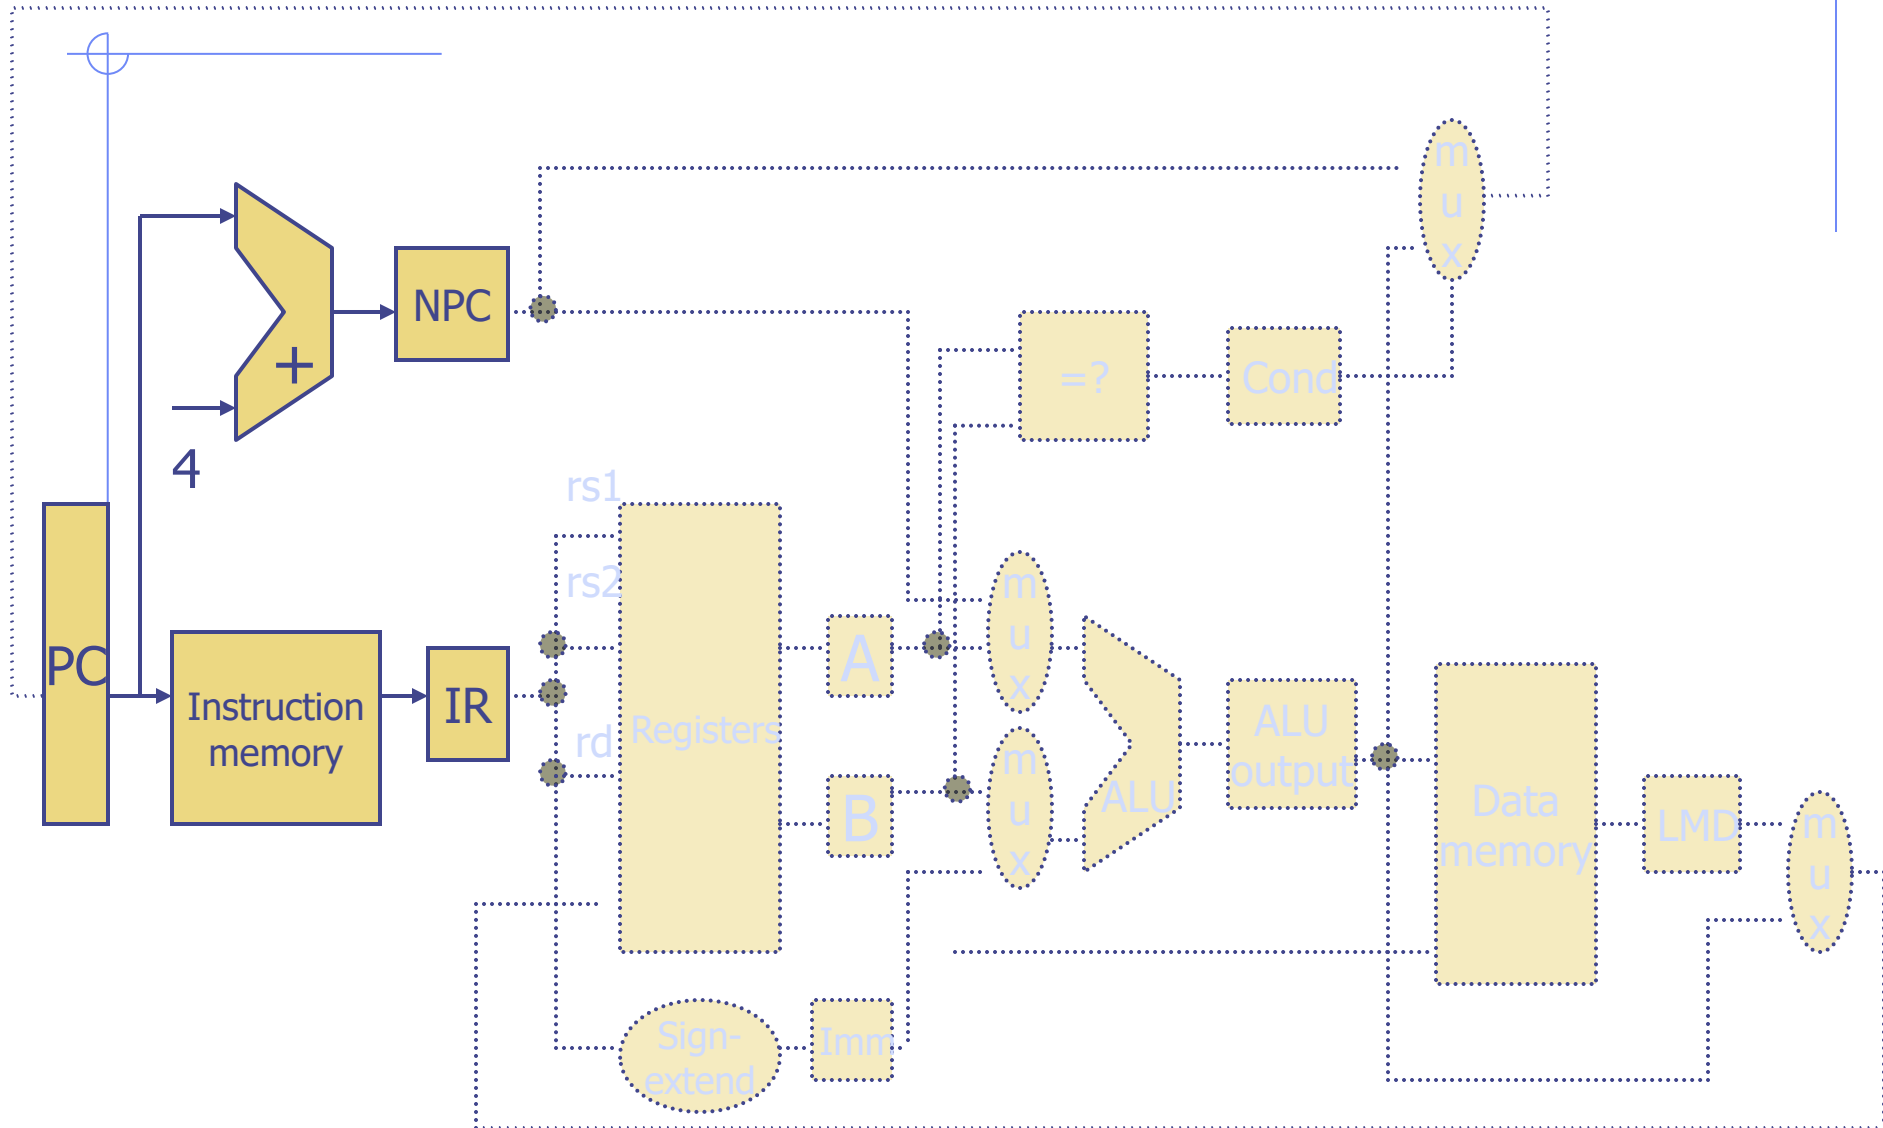 m
u
x
NPC
+
=?
Cond
4
rs1
rs2
m
u
x
PC
A
Instruction
memory
IR
rd
Registers
ALU
output
m
u
x
ALU
B
Data
memory
LMD
m
u
x
Sign-
extend
Imm